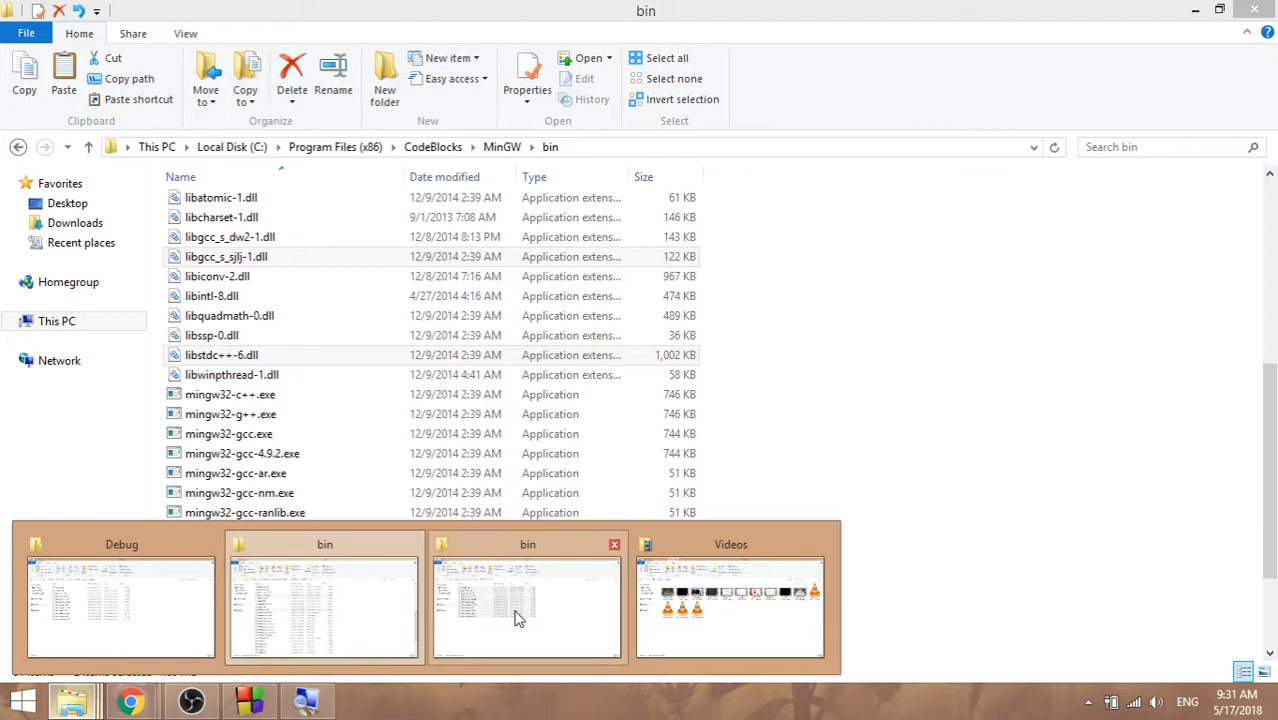 bin
File Home Share View
Copy
Paste
Cut
Copy path
Paste shortcut
Clipboard
Move to
Copy to
Delete
Rename
Organize
New folder
New item
Easy access
New
Properties
Open
Edit
History
Open
Select all
Select none
Invert selection
Select
This PC Local Disk (C:) Program Files (x86) CodeBlocks MinGW bin
Search bin
Favorites
Desktop
Downloads
Recent places
Homegroup
This PC
Network
Name Date modified Type Size
libatomic-1.dll 12/9/2014 2:39 AM Application extens... 61 KB
libcharset-1.dll 9/1/2013 7:08 AM Application extens... 146 KB
libgcc_s_dw2-1.dll 12/8/2014 8:13 PM Application extens... 143 KB
libgcc_s_sjlj-1.dll 12/9/2014 2:39 AM Application extens... 122 KB
libiconv-2.dll 12/8/2014 7:16 AM Application extens... 967 KB
libintl-8.dll 4/27/2014 4:16 AM Application extens... 474 KB
libquadmath-0.dll 12/9/2014 2:39 AM Application extens... 489 KB
libssp-0.dll 12/9/2014 2:39 AM Application extens... 36 KB
libstdc++-6.dll 12/9/2014 2:39 AM Application extens... 1,002 KB
libwinpthread-1.dll 12/9/2014 4:41 AM Application extens... 58 KB
mingw32-c++.exe 12/9/2014 2:39 AM Application 746 KB
mingw32-g++.exe 12/9/2014 2:39 AM Application 746 KB
mingw32-gcc.exe 12/9/2014 2:39 AM Application 744 KB
mingw32-gcc-4.9.2.exe 12/9/2014 2:39 AM Application 744 KB
mingw32-gcc-ar.exe 12/9/2014 2:39 AM Application 51 KB
mingw32-gcc-nm.exe 12/9/2014 2:39 AM Application 51 KB
mingw32-gcc-ranlib.exe 12/9/2014 2:39 AM Application 51 KB
Debug bin bin Videos
ENG
9:31 AM
5/17/2018